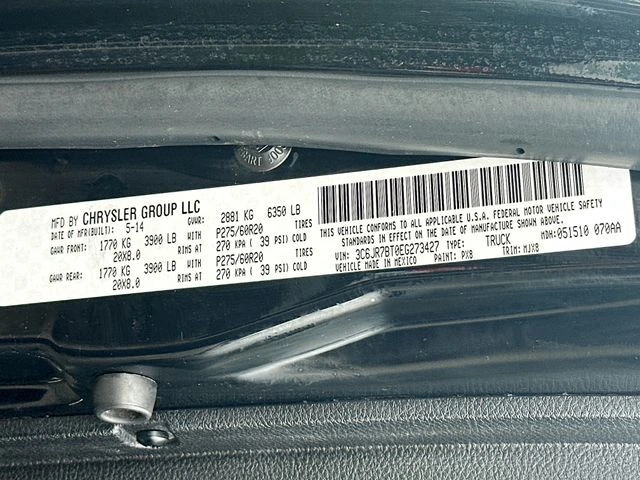 MFD BY CHRYSLER GROUP LLC
DATE OF MFR(BUILT): 5-14 GVWR: 2881 KG 6350 LB
GAWR FRONT: 1770 KG 3900 LB WITH TIRES P275/60R20
20X8.0 RIMS AT 270 KPA ( 39 PSI) COLD
GAWR REAR: 1770 KG 3900 LB WITH TIRES P275/60R20
20X8.0 RIMS AT 270 KPA ( 39 PSI) COLD
THIS VEHICLE CONFORMS TO ALL APPLICABLE U.S.A. FEDERAL MOTOR VEHICLE SAFETY
STANDARDS IN EFFECT ON THE DATE OF MANUFACTURE SHOWN ABOVE.
VIN: 3C6JR7BT0EG273427 TYPE: TRUCK MDH: 051510 070AA
VEHICLE MADE IN MEXICO PAINT: PX8 TRIM: MJX8